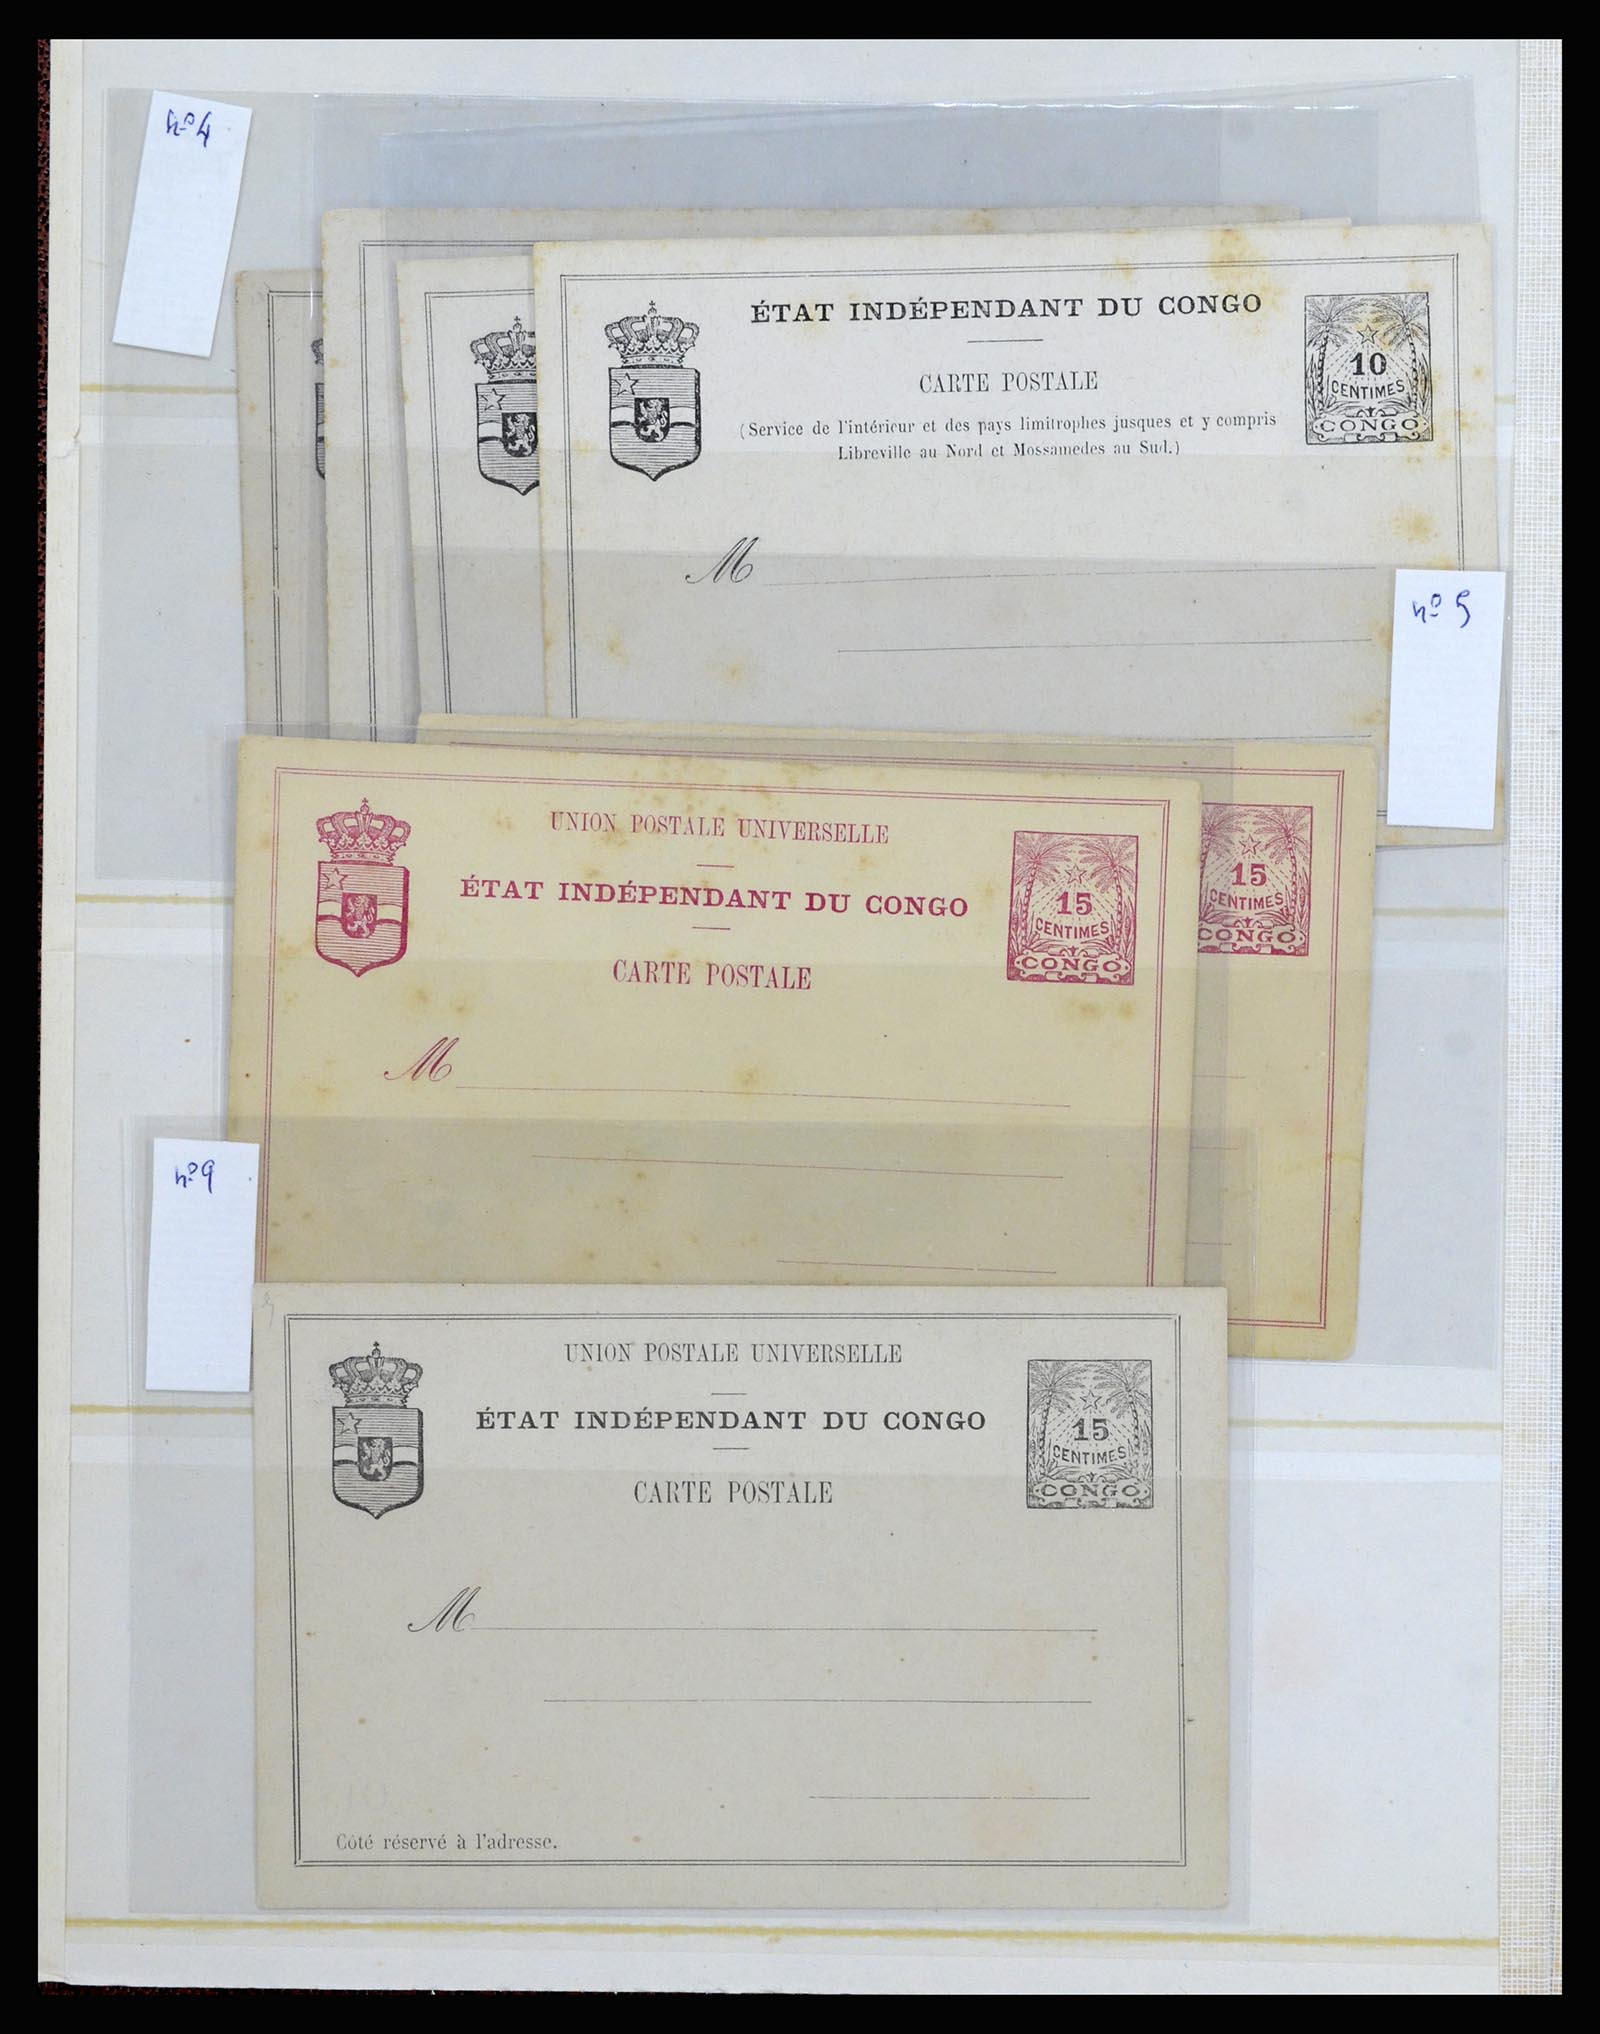 nº 4
ÉTAT INDÉPENDANT DU CONGO
CARTE POSTALE
(Service de l'intérieur et des pays limitrophes jusques et y compris
Libreville au Nord et Mossamedes au Sud.)
10
CENTIMES
CONGO
M
nº 5
UNION POSTALE UNIVERSELLE
ÉTAT INDÉPENDANT DU CONGO
CARTE POSTALE
15
CENTIMES
CONGO
M
15
CENTIMES
CONGO
nº 9
UNION POSTALE UNIVERSELLE
ÉTAT INDÉPENDANT DU CONGO
CARTE POSTALE
15
CENTIMES
CONGO
M
Côté réservé à l'adresse.